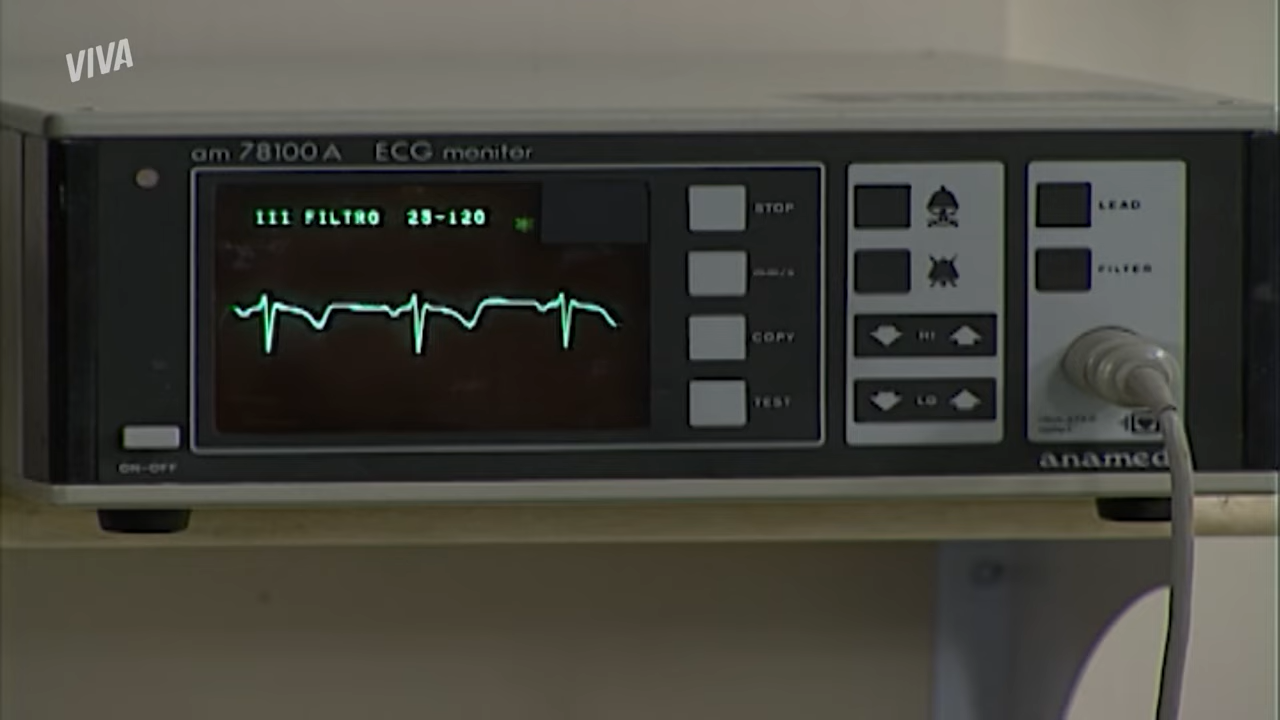 VIVA
am 78100A ECG monitor
III FILTRO 25-120 *
STOP
mm/s
COPY
TEST
HI
LO
LEAD
FILTER
ON-OFF
anamed